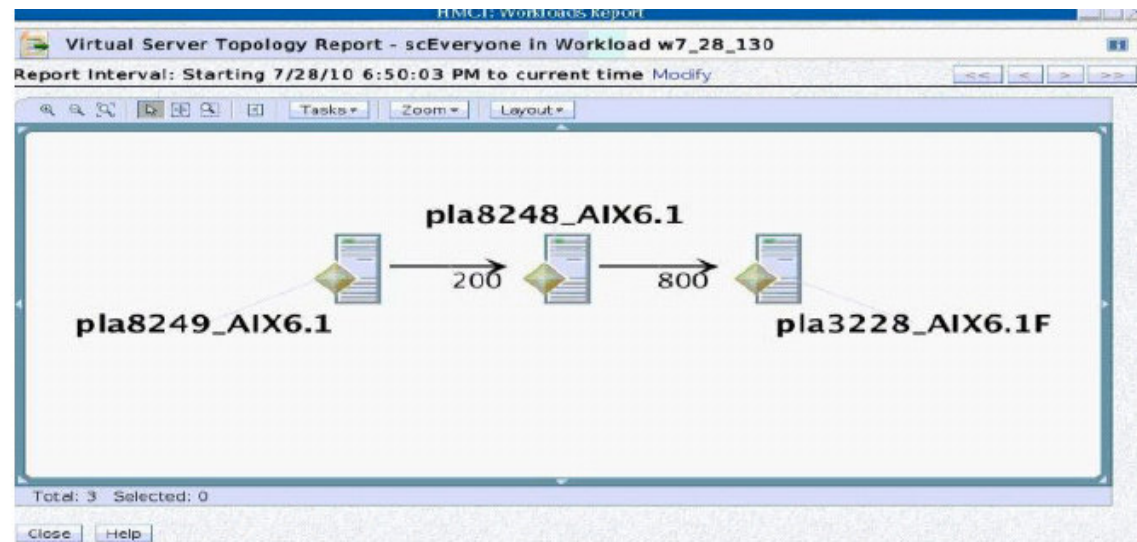 HMC1: Workloads Report
Virtual Server Topology Report - scEveryone in Workload w7_28_130
Report Interval: Starting 7/28/10 6:50:03 PM to current time Modify
<< < > >>
Tasks Zoom Layout
pla8248_AIX6.1
200 800
pla8249_AIX6.1 pla3228_AIX6.1F
Total: 3 Selected: 0
Close Help